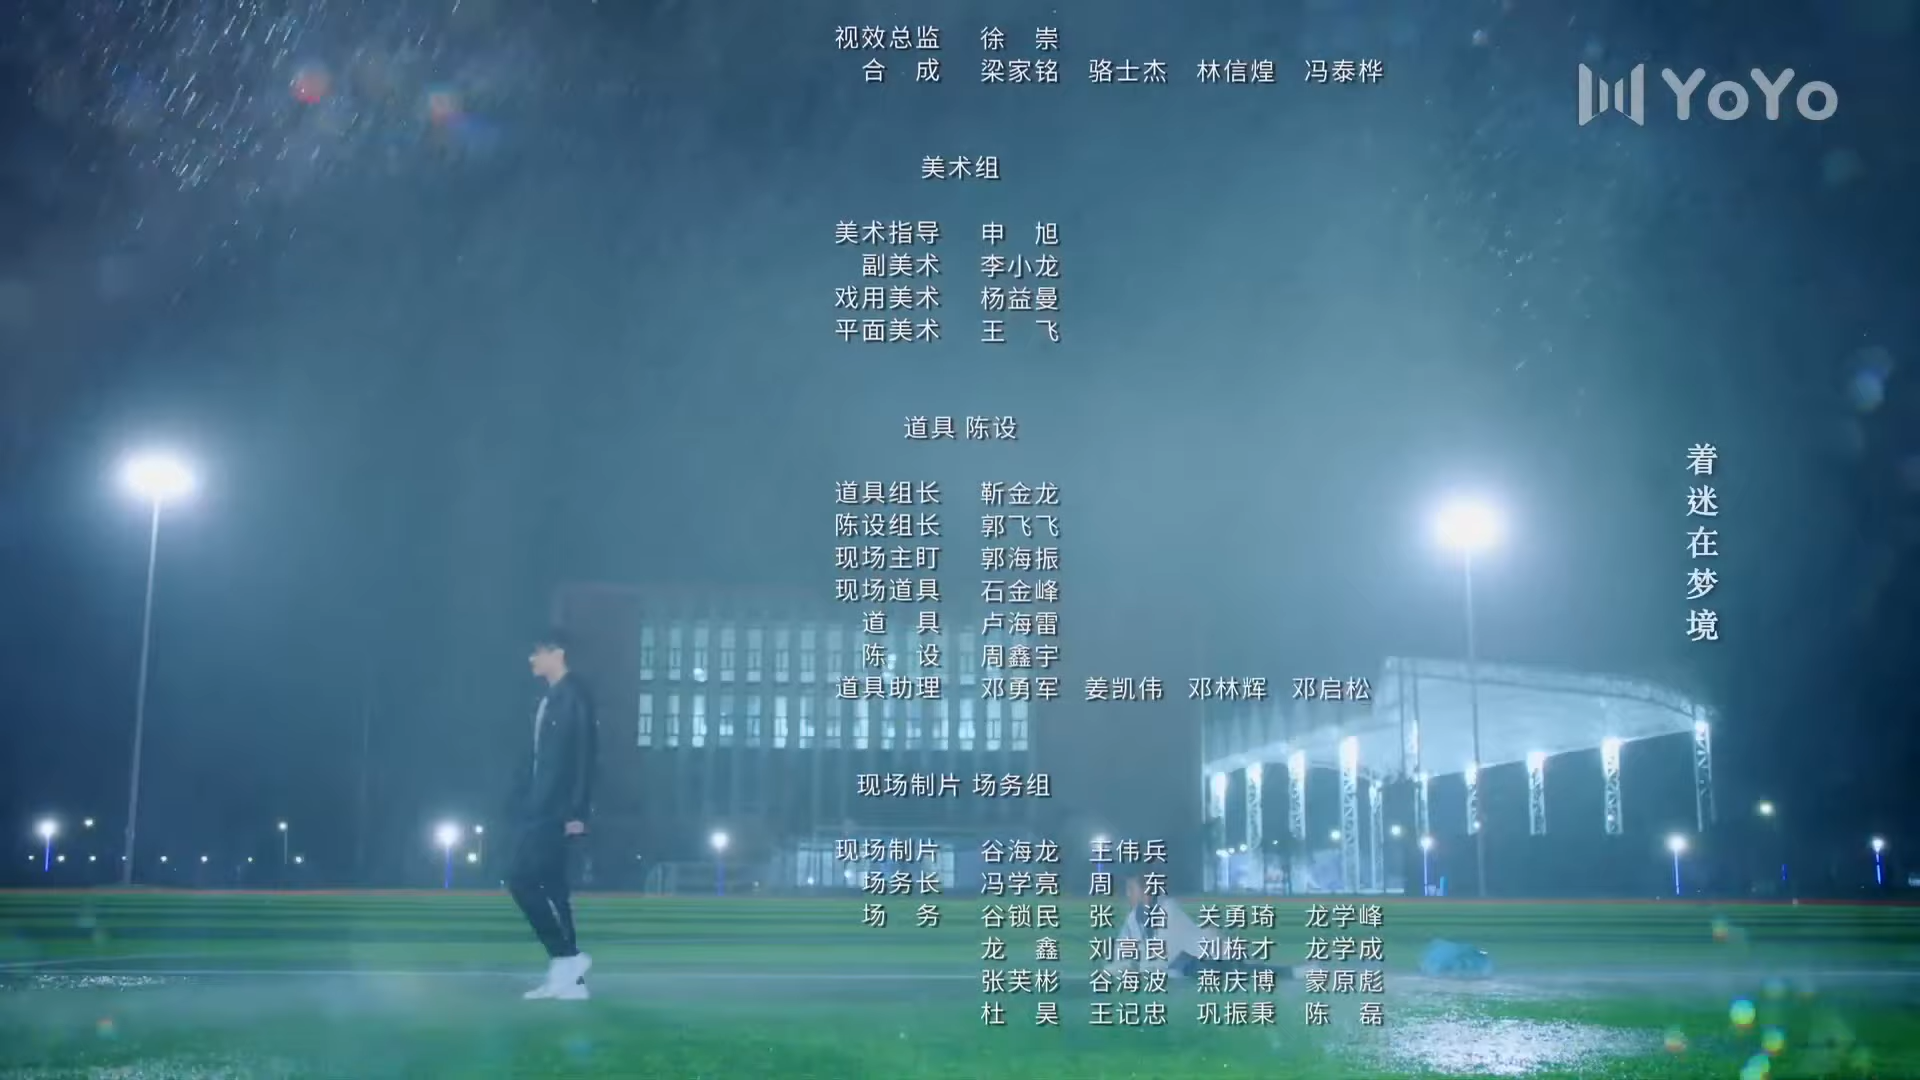 视效总监 徐 崇
合 成 梁家铭 骆士杰 林信煌 冯泰桦
YoYo
美术组
美术指导 申 旭
副美术 李小龙
戏用美术 杨益曼
平面美术 王 飞
道具 陈设
道具组长 靳金龙
陈设组长 郭飞飞
现场主盯 郭海振
现场道具 石金峰
道 具 卢海雷
陈 设 周鑫宇
道具助理 邓勇军 姜凯伟 邓林辉 邓启松
着迷在梦境
现场制片 场务组
现场制片 谷海龙 王伟兵
场务长 冯学亮 周 东
场 务 谷锁民 张 治 关勇琦 龙学峰
龙 鑫 刘高良 刘栋才 龙学成
张芙彬 谷海波 燕庆博 蒙原彪
杜 昊 王记忠 巩振秉 陈 磊